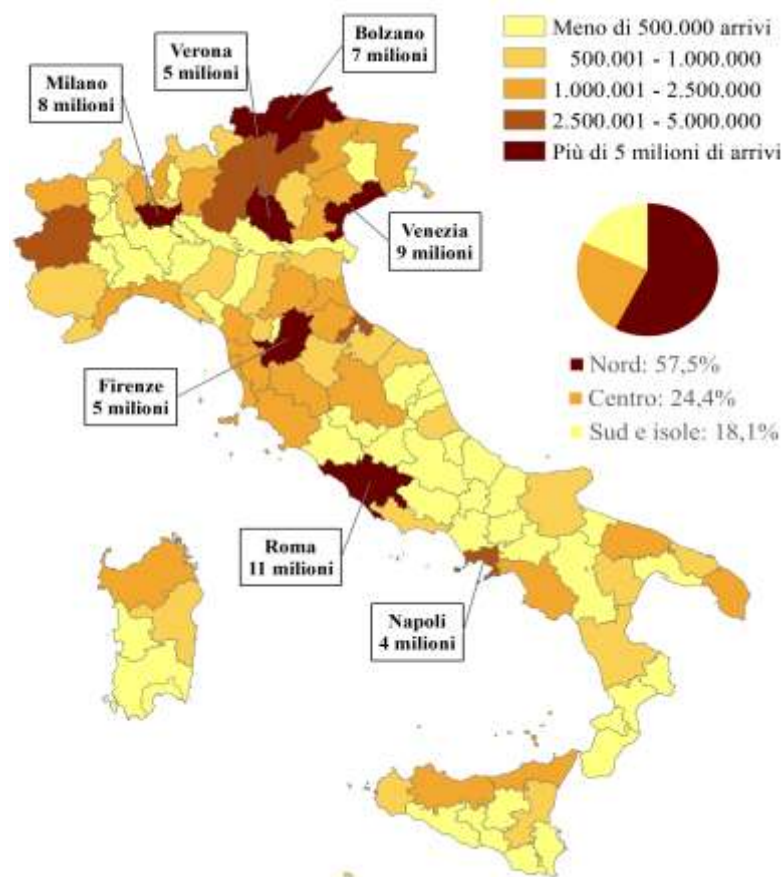 Bolzano
7 milioni
Verona
5 milioni
Milano
8 milioni
Meno di 500.000 arrivi
500.001 - 1.000.000
1.000.001 - 2.500.000
2.500.001 - 5.000.000
Più di 5 milioni di arrivi
Venezia
9 milioni
Nord: 57,5%
Centro: 24,4%
Sud e isole: 18,1%
Firenze
5 milioni
Roma
11 milioni
Napoli
4 milioni